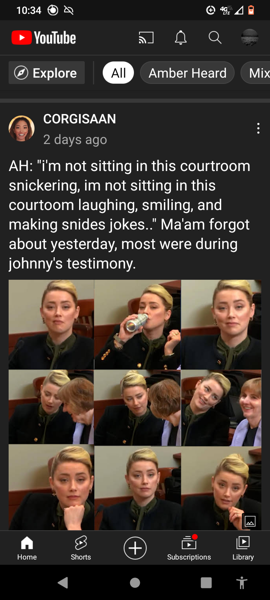 10:34
4G
YouTube
Explore
All
Amber Heard
Mix
CORGISAAN
2 days ago
AH: "i'm not sitting in this courtroom
snickering, im not sitting in this
courtoom laughing, smiling, and
making snides jokes.." Ma'am forgot
about yesterday, most were during
johnny's testimony.
Home
Shorts
Subscriptions
Library